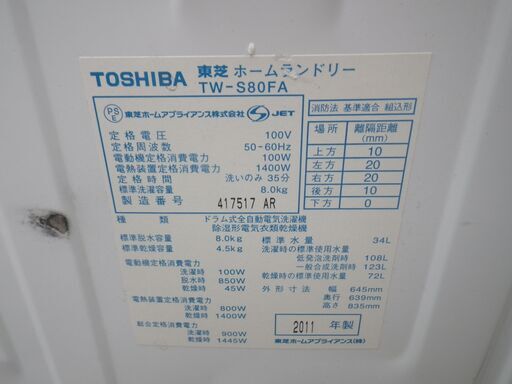 TOSHIBA 東芝 ホームランドリー
TW-S80FA
PSE 東芝ホームアプライアンス株式会社 S JET
定格電圧 100V
定格周波数 50-60Hz
電動機定格消費電力 100W
電熱装置定格消費電力 1400W
定格時間 洗いのみ 35分
標準洗濯容量 8.0kg
製造番号 417517 AR
消防法 基準適合 組込形
場所 離隔距離(mm)
上方 10
左方 20
右方 20
後方 10
下方 0
種類 ドラム式全自動電気洗濯機
除湿形電気衣類乾燥機
標準脱水容量 8.0kg
標準乾燥容量 4.5kg
電動機定格消費電力
洗濯時 100W
脱水時 850W
乾燥時 45W
電熱装置定格消費電力
洗濯時 800W
乾燥時 1400W
総合定格消費電力
洗濯時 900W
乾燥時 1445W
標準水量 34L
洗濯時の標準使用水量
低発泡洗剤時 108L
一般合成洗剤時 123L
乾燥時の標準使用水量 72L
外形寸法 幅 645mm
奥行 639mm
高さ 835mm
2011 年製
東芝ホームアプライアンス(株)